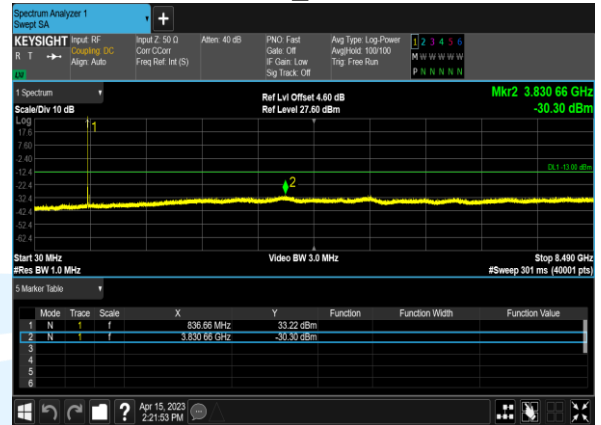 Spectrum Analyzer 1
Swept SA
+
KEYSIGHT Input: RF Input Z: 50 Ω Atten: 40 dB PNO: Fast Avg Type: Log-Power 1 2 3 4 5 6
R T Coupling: DC Corr CCorr Gate: Off Avg|Hold: 100/100 M W W W W W
Align: Auto Freq Ref: Int (S) IF Gain: Low Trig: Free Run
Sig Track: Off P N N N N N
LXI
1 Spectrum Ref Lvl Offset 4.60 dB Mkr2 3.830 66 GHz
Scale/Div 10 dB Ref Level 27.60 dBm -30.30 dBm
Log
17.6
7.60
-2.40
-12.4
-22.4
-32.4
-42.4
-52.4
-62.4
1
2
DL1 -13.00 dBm
Start 30 MHz Video BW 3.0 MHz Stop 8.490 GHz
#Res BW 1.0 MHz #Sweep 301 ms (40001 pts)
5 Marker Table
Mode Trace Scale X Y Function Function Width Function Value
1 N 1 f 836.66 MHz 33.22 dBm
2 N 1 f 3.830 66 GHz -30.30 dBm
3
4
5
6
? Apr 15, 2023
2:21:53 PM